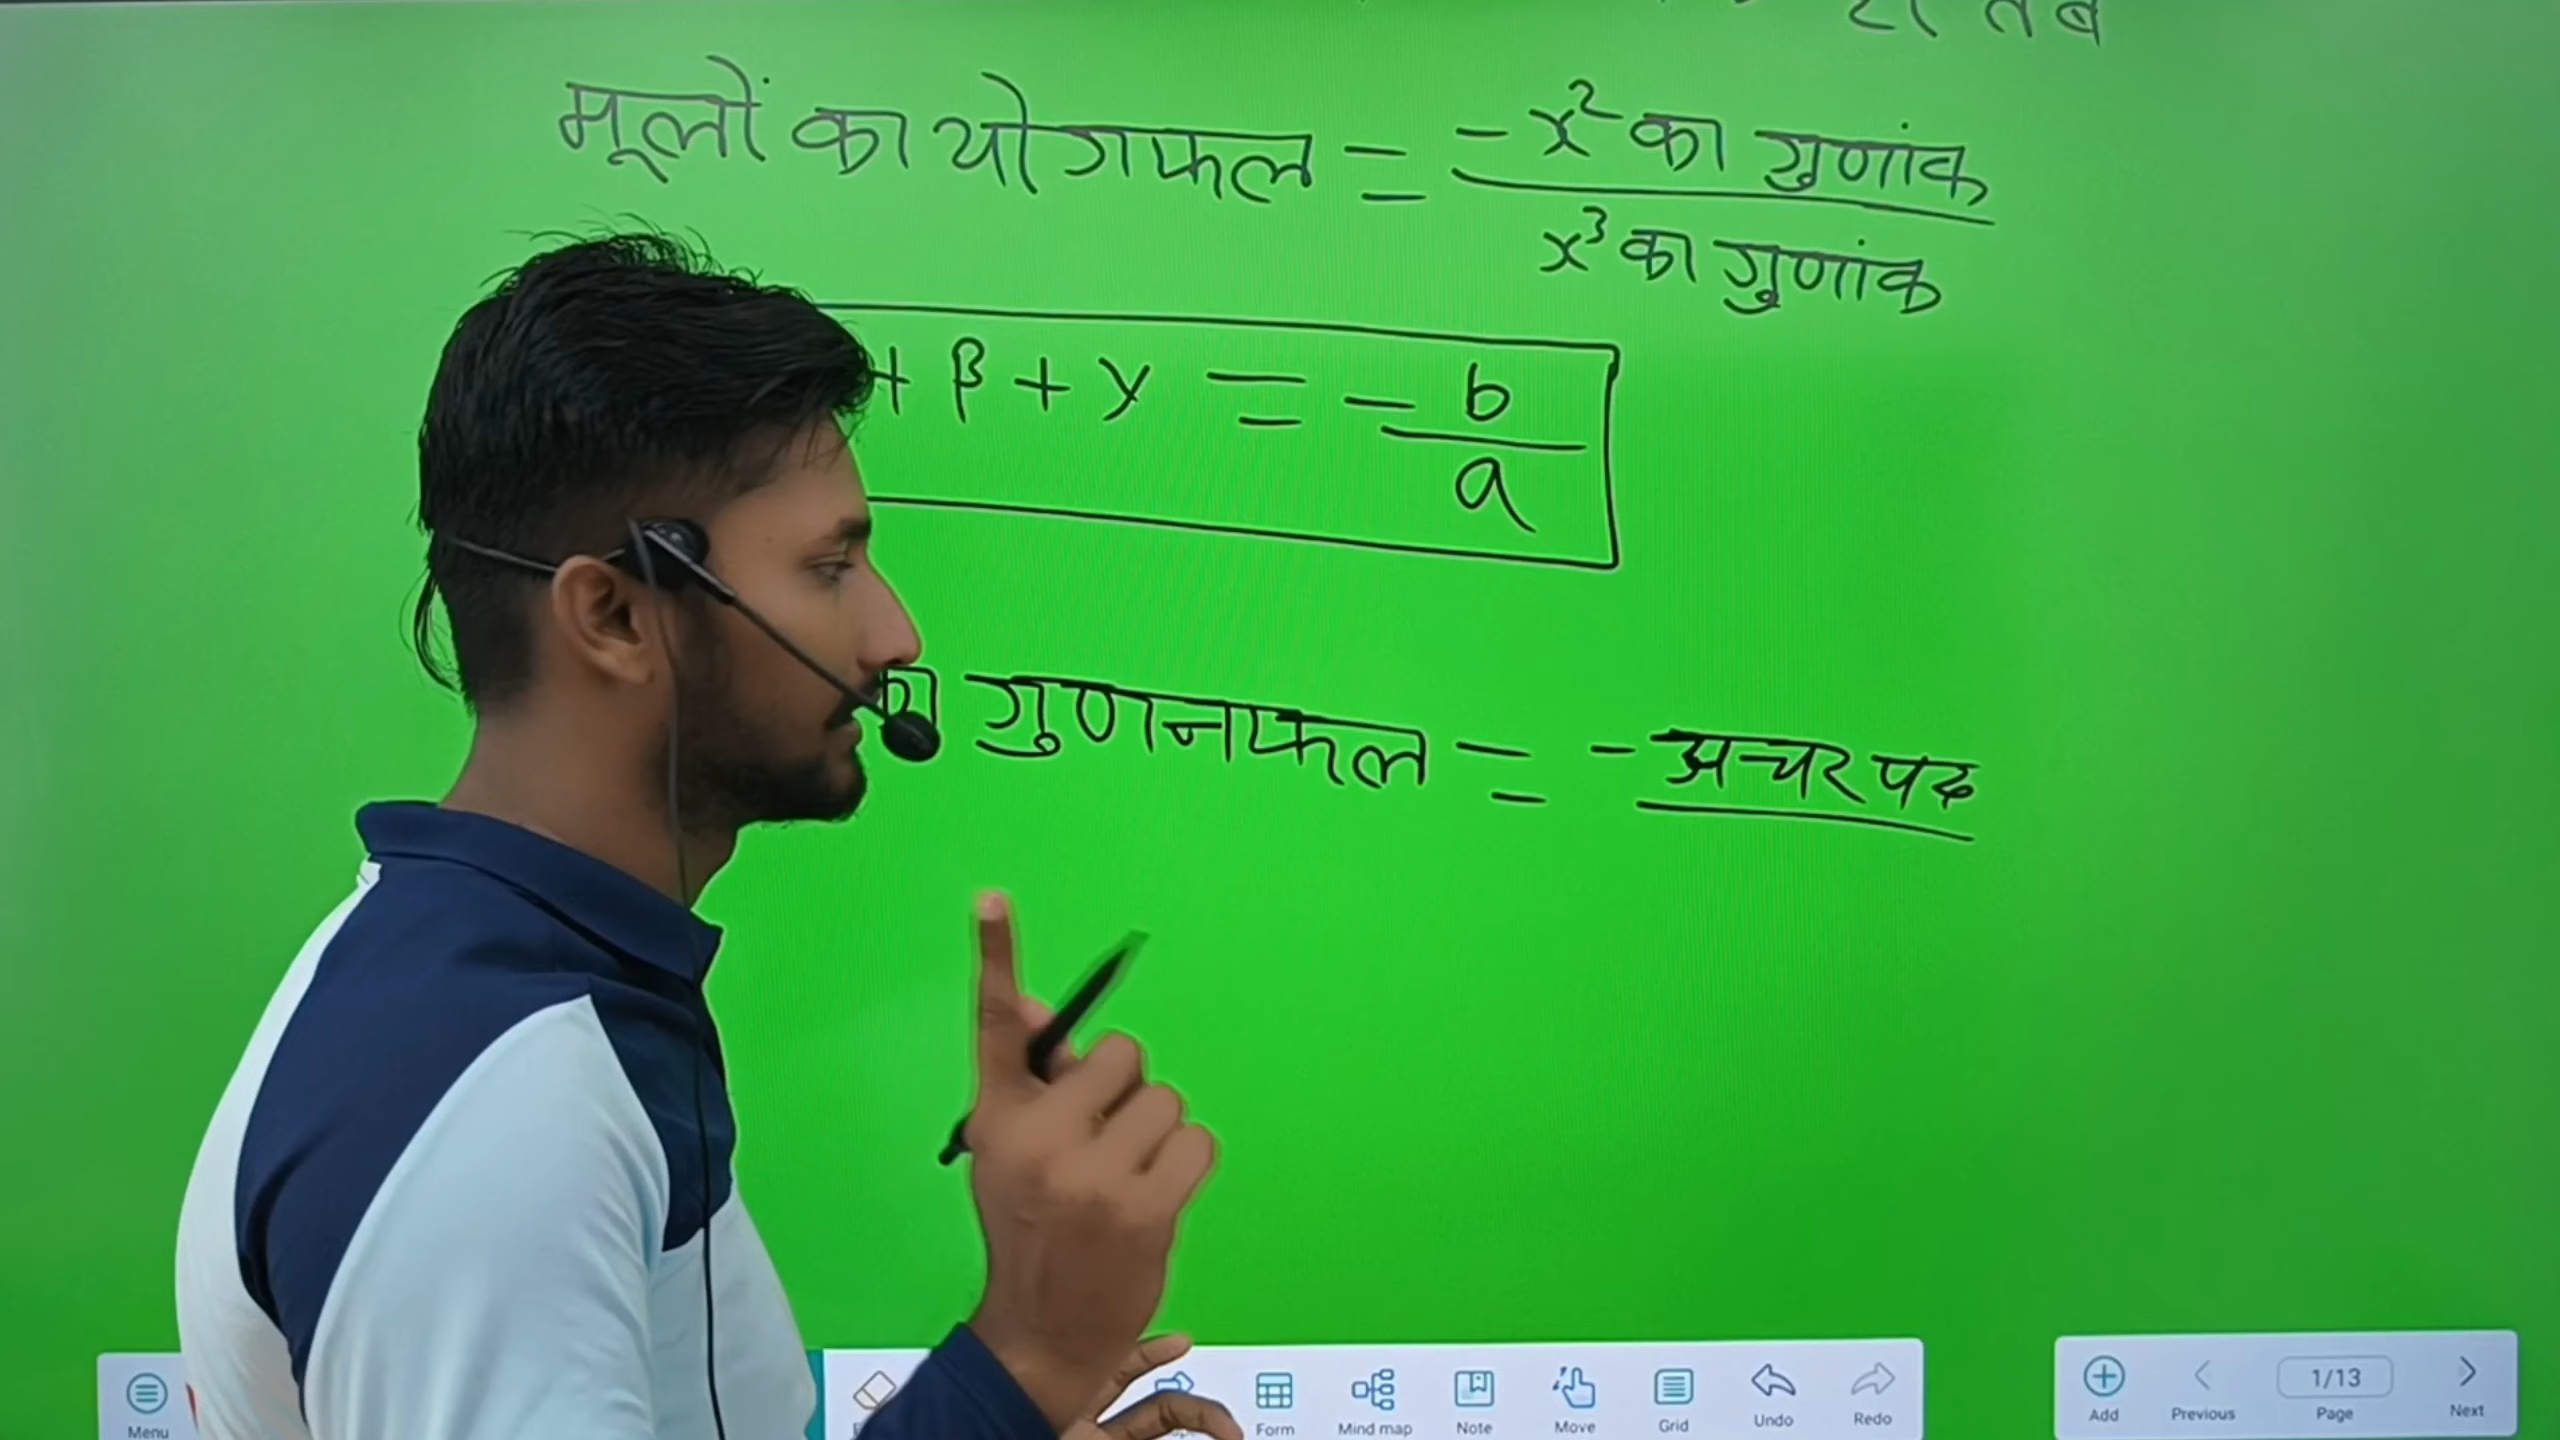 मूलों का योगफल = -x² का गुणांक
x³ का गुणांक
+ β + γ = - b
a
का गुणनफल = - अचर पद
Menu Form Mind map Note Move Grid Undo Redo Add Previous 1/13 Page Next